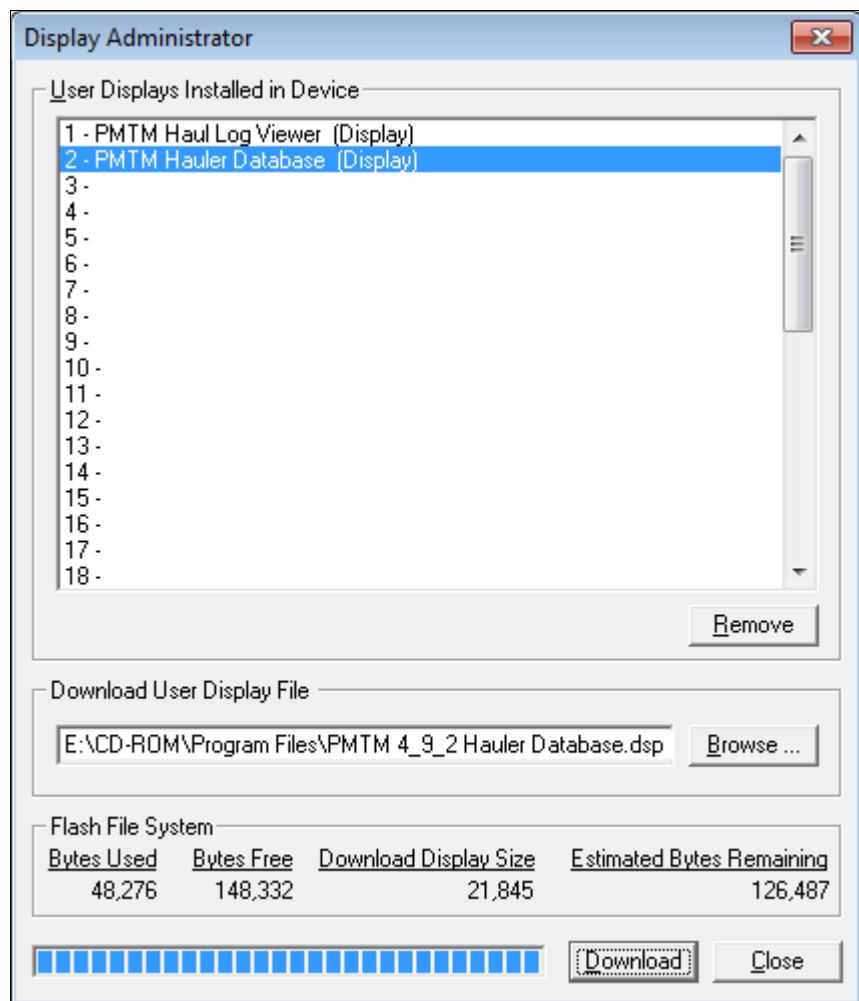 Display Administrator
User Displays Installed in Device
1 - PMTM Haul Log Viewer (Display)
2 - PMTM Hauler Database (Display)
3 -
4 -
5 -
6 -
7 -
8 -
9 -
10 -
11 -
12 -
13 -
14 -
15 -
16 -
17 -
18 -
Remove
Download User Display File
E:\CD-ROM\Program Files\PMTM 4_9_2 Hauler Database.dsp Browse ...
Flash File System
Bytes Used Bytes Free Download Display Size Estimated Bytes Remaining
48,276 148,332 21,845 126,487
Download Close